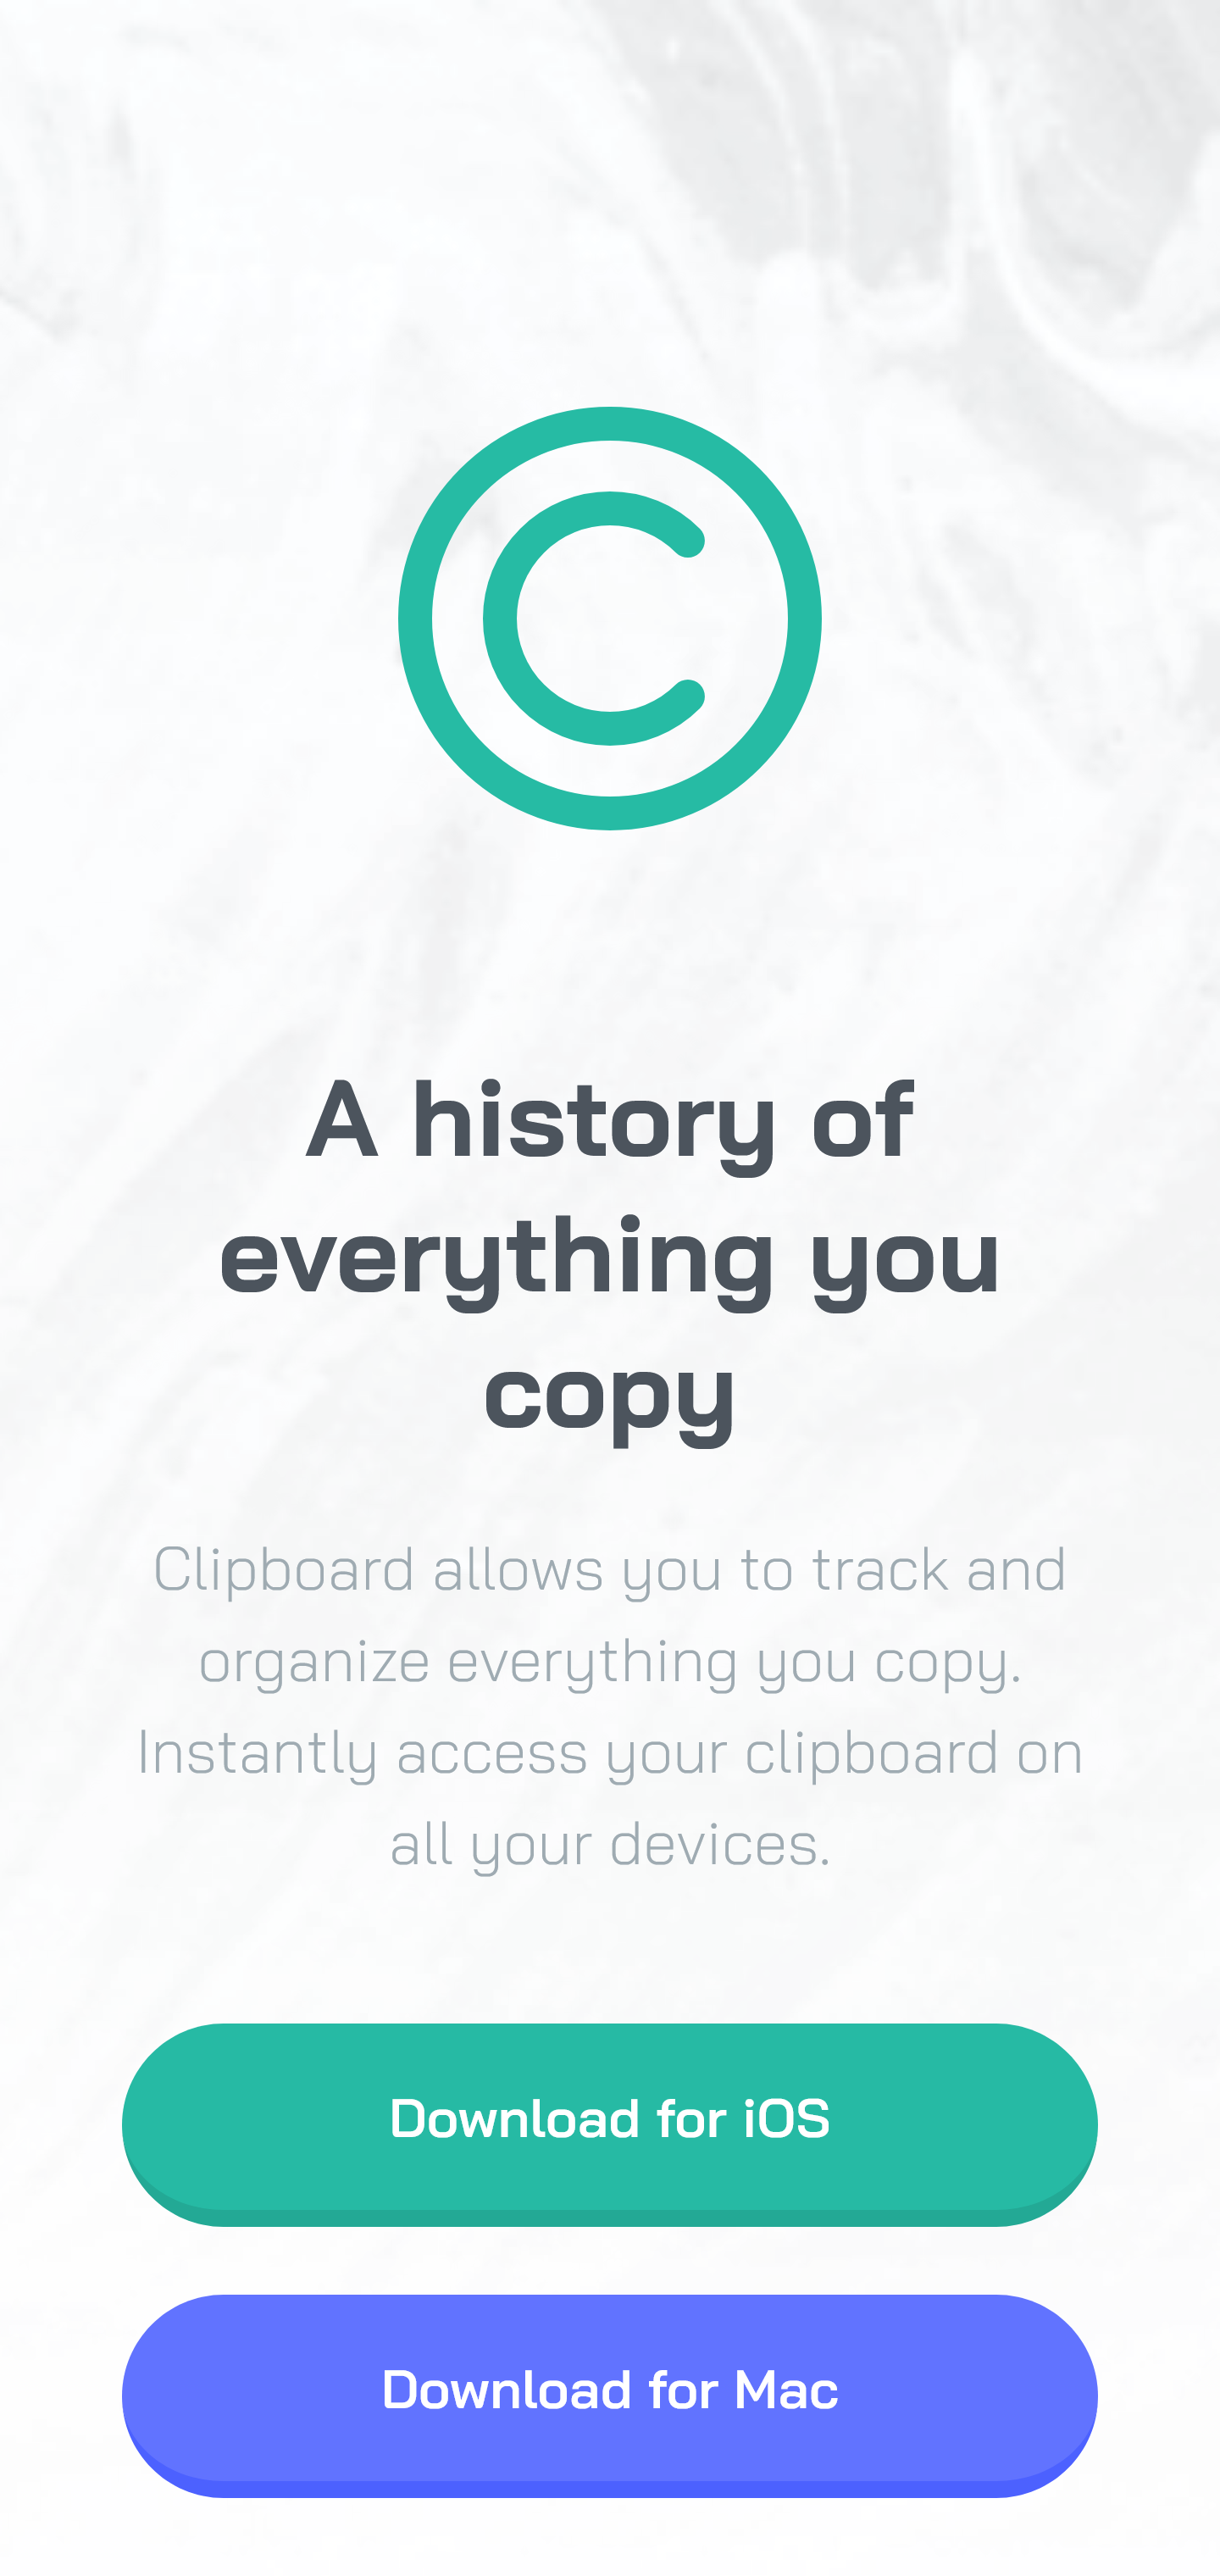 A history of
everything you
copy
Clipboard allows you to track and
organize everything you copy.
Instantly access your clipboard on
all your devices.
Download for iOS
Download for Mac